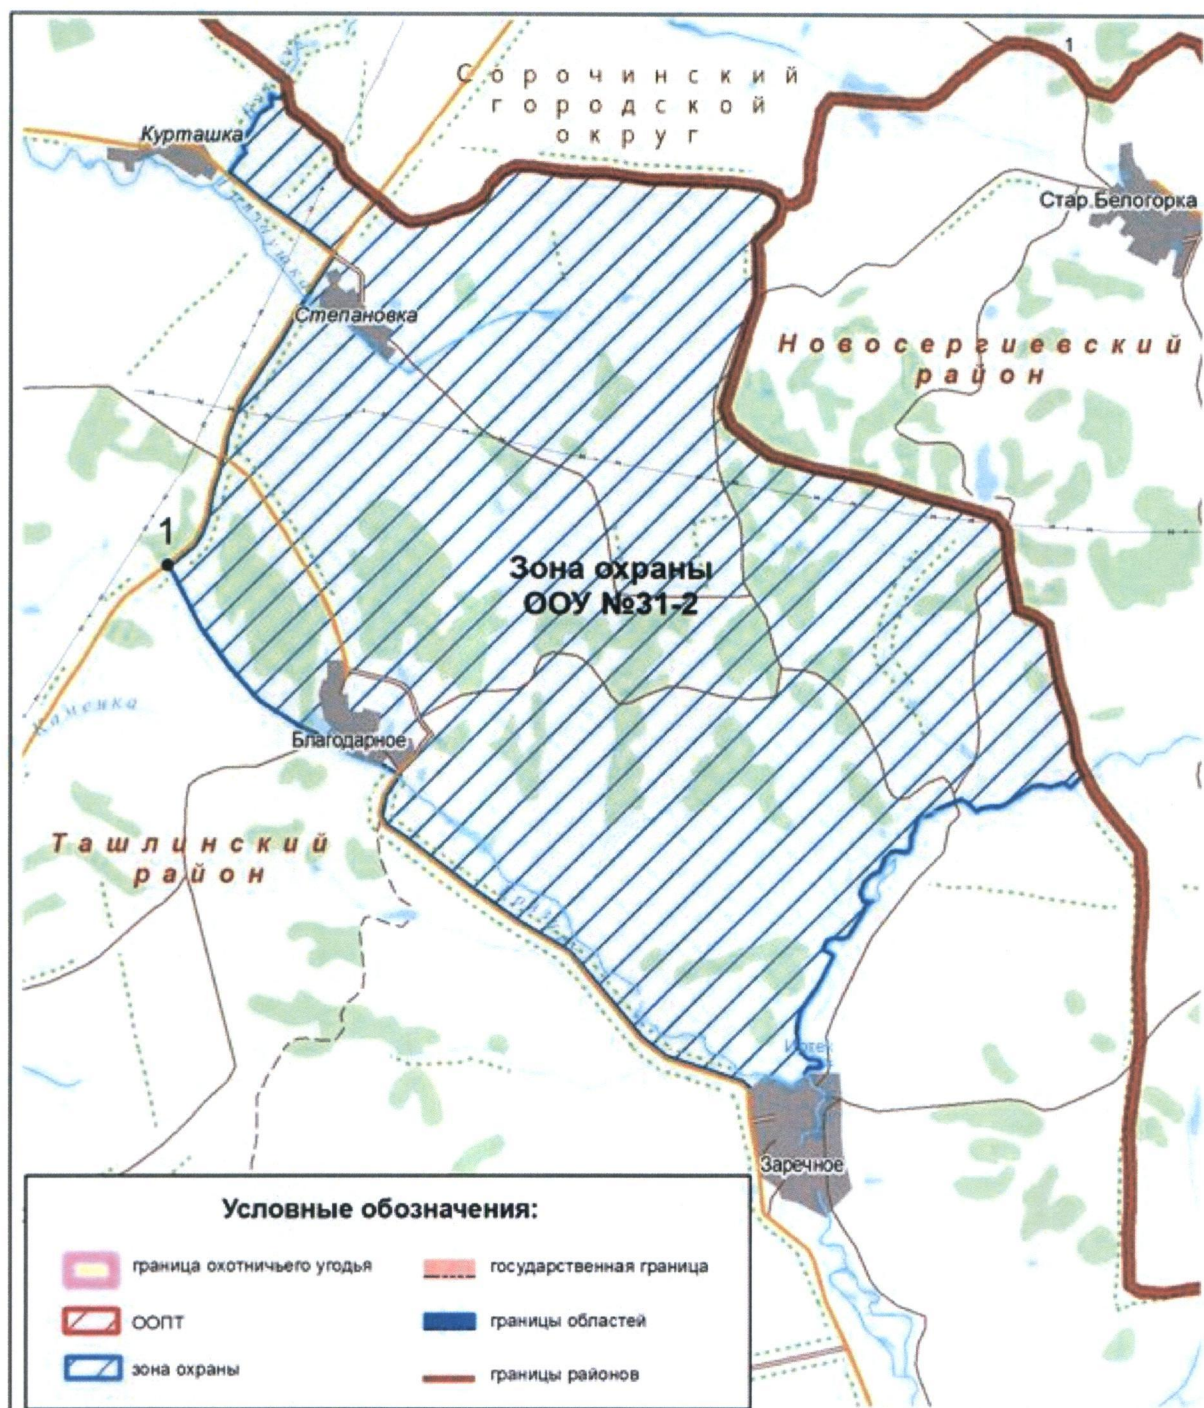 Сорочинский
городской
округ
1
Курташка
Стар.Белогорка
Степановка
Новосергиевский
район
1
Зона охраны
ООУ №31-2
Каменка
Благодарное
Ташлинский
район
Иртек
Заречное
Условные обозначения:
граница охотничьего угодья
государственная граница
ООПТ
границы областей
зона охраны
границы районов